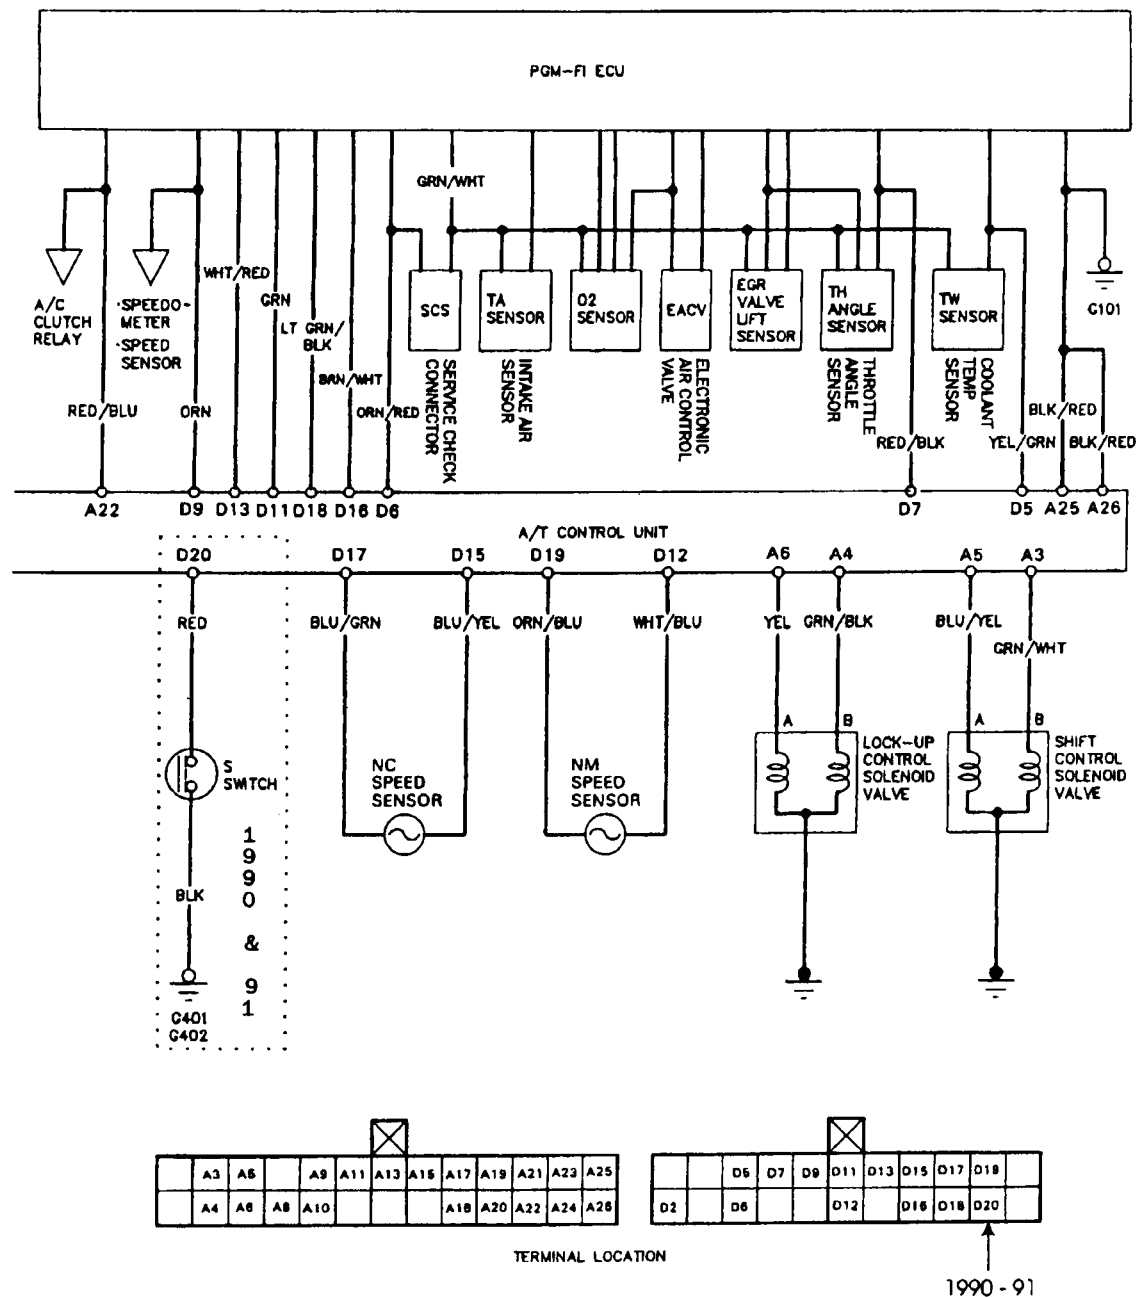 PGM-FI ECU
GRN/WHT
WHT/RED
GRN
LT GRN/
BLK
BRN/WHT
ORN/RED
A/C
CLUTCH
RELAY
·SPEEDO-
METER
·SPEED
SENSOR
SCS
TA
SENSOR
O2
SENSOR
EACV
EGR
VALVE
LIFT
SENSOR
TH
ANGLE
SENSOR
TW
SENSOR
G101
SERVICE CHECK
CONNECTOR
INTAKE AIR
SENSOR
ELECTRONIC
AIR CONTROL
VALVE
THROTTLE
ANGLE
SENSOR
COOLANT
TEMP
SENSOR
RED/BLU
ORN
RED/BLK
YEL/GRN
BLK/RED
BLK/RED
A22 D9 D13 D11 D18 D16 D6 D7 D5 A25 A26
A/T CONTROL UNIT
D20 D17 D15 D19 D12 A6 A4 A5 A3
RED BLU/GRN BLU/YEL ORN/BLU WHT/BLU YEL GRN/BLK BLU/YEL
GRN/WHT
A B A B
S
SWITCH
NC
SPEED
SENSOR
NM
SPEED
SENSOR
LOCK-UP
CONTROL
SOLENOID
VALVE
SHIFT
CONTROL
SOLENOID
VALVE
1990 & 91
BLK
G401
G402
A3 A5 A9 A11 A13 A15 A17 A19 A21 A23 A25
A4 A6 A8 A10 A18 A20 A22 A24 A26
D5 D7 D9 D11 D13 D15 D17 D19
D2 D6 D12 D16 D18 D20
TERMINAL LOCATION
1990 - 91